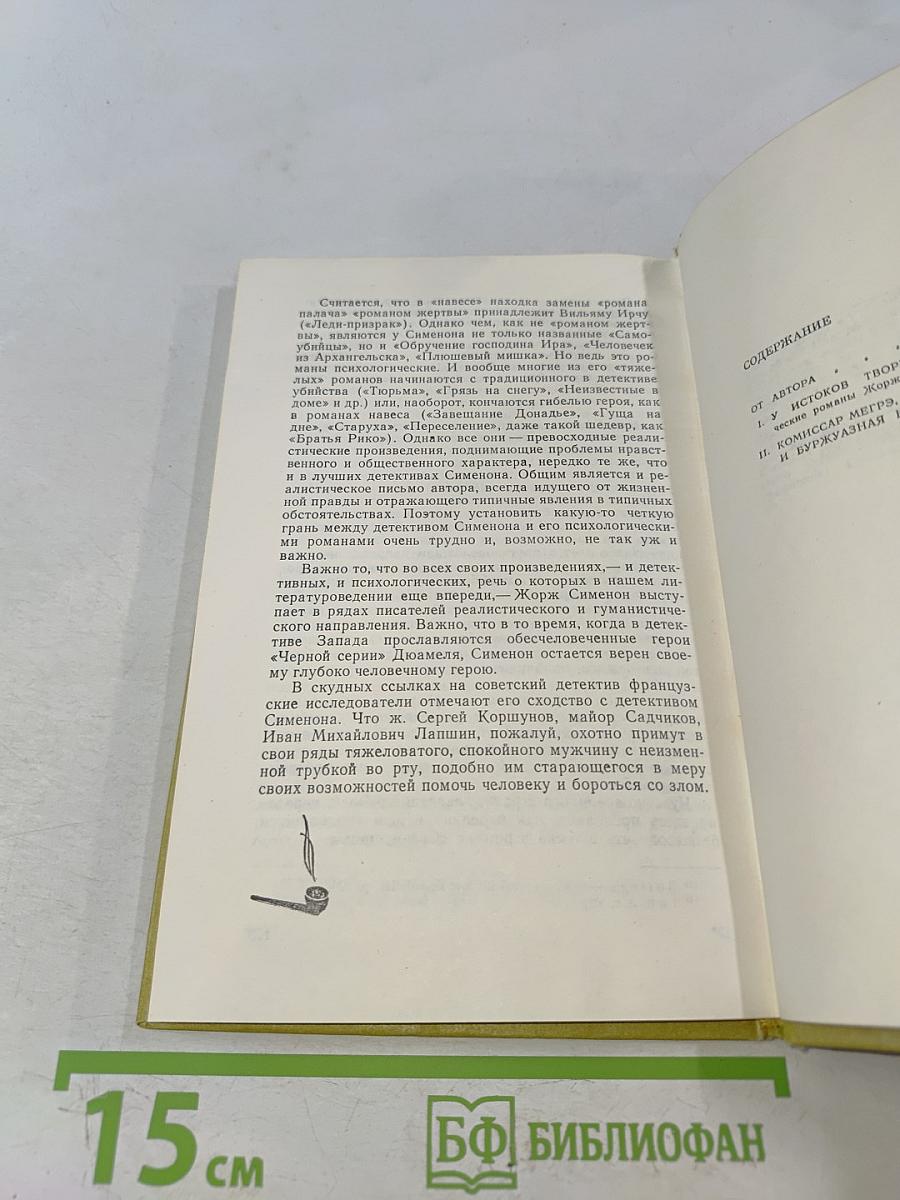 Считается, что в «навесе» находка замены «романа
палача» «романом жертвы» принадлежит Вильяму Ирчу
(«Леди-призрак»). Однако чем, как не «романом жерт-
вы», являются у Сименона не только названные «Само-
убийцы», но и «Обручение господина Ира», «Человечек
из Архангельска», «Плюшевый мишка». Но ведь это ро-
маны психологические. И вообще многие из его «тяже-
лых» романов начинаются с традиционного в детективе
убийства («Тюрьма», «Грязь на снегу», «Неизвестные в
доме» и др.) или, наоборот, кончаются гибелью героя, как
в романах навеса («Завещание Донадье», «Гуща на
дне», «Старуха», «Переселение», даже такой шедевр, как
«Братья Рико»). Однако все они — превосходные реали-
стические произведения, поднимающие проблемы нравст-
венного и общественного характера, нередко те же, что
и в лучших детективах Сименона. Общим является и ре-
алистическое письмо автора, всегда идущего от жизнен-
ной правды и отражающего типичные явления в типичных
обстоятельствах. Поэтому установить какую-то четкую
грань между детективом Сименона и его психологически-
ми романами очень трудно и, возможно, не так уж и
важно.
Важно то, что во всех своих произведениях,— и детек-
тивных, и психологических, речь о которых в нашем ли-
тературоведении еще впереди,— Жорж Сименон высту-
пает в рядах писателей реалистического и гуманистиче-
ского направления. Важно, что в то время, когда в детек-
тиве Запада прославляются обесчеловеченные герои
«Черной серии» Дюамеля, Сименон остается верен свое-
му глубоко человечному герою.
В скудных ссылках на советский детектив француз-
ские исследователи отмечают его сходство с детективом
Сименона. Что ж. Сергей Коршунов, майор Садчиков,
Иван Михайлович Лапшин, пожалуй, охотно примут в
свои ряды тяжеловатого, спокойного мужчину с неизмен-
ной трубкой во рту, подобно им старающегося в меру
своих возможностей помочь человеку и бороться со злом.
СОДЕРЖАНИЕ
ОТ АВТОРА
I. У ИСТОКОВ ТВОР
ческие романы Жорж
II. КОМИССАР МЕГРЭ,
И БУРЖУАЗНАЯ
15 см
БФ БИБЛИОФАН